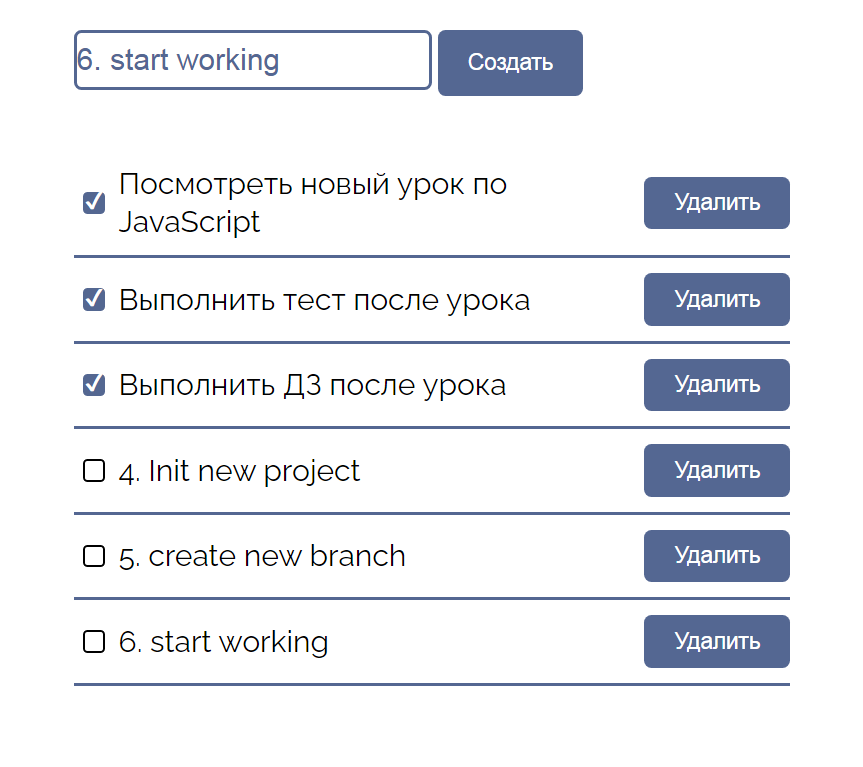 6. start working
Создать
Посмотреть новый урок по
JavaScript
Удалить
Выполнить тест после урока
Удалить
Выполнить ДЗ после урока
Удалить
4. Init new project
Удалить
5. create new branch
Удалить
6. start working
Удалить